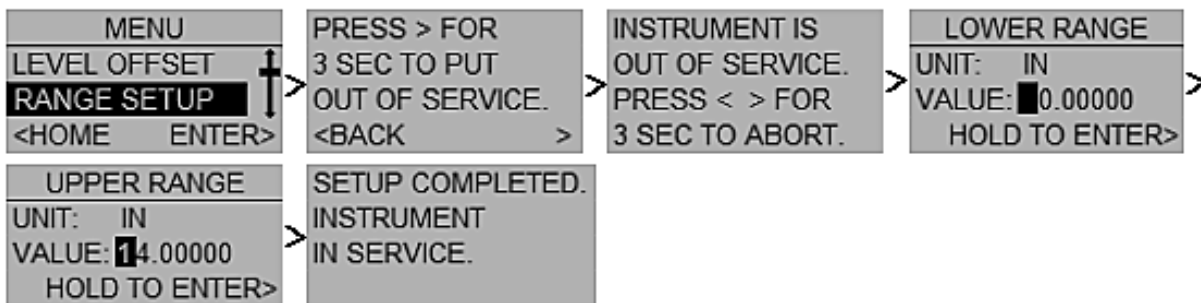 MENU
LEVEL OFFSET
RANGE SETUP
<HOME ENTER>
>
PRESS > FOR
3 SEC TO PUT
OUT OF SERVICE.
<BACK >
>
INSTRUMENT IS
OUT OF SERVICE.
PRESS < > FOR
3 SEC TO ABORT.
>
LOWER RANGE
UNIT: IN
VALUE: 0.00000
HOLD TO ENTER>
>
UPPER RANGE
UNIT: IN
VALUE: 14.00000
HOLD TO ENTER>
>
SETUP COMPLETED.
INSTRUMENT
IN SERVICE.